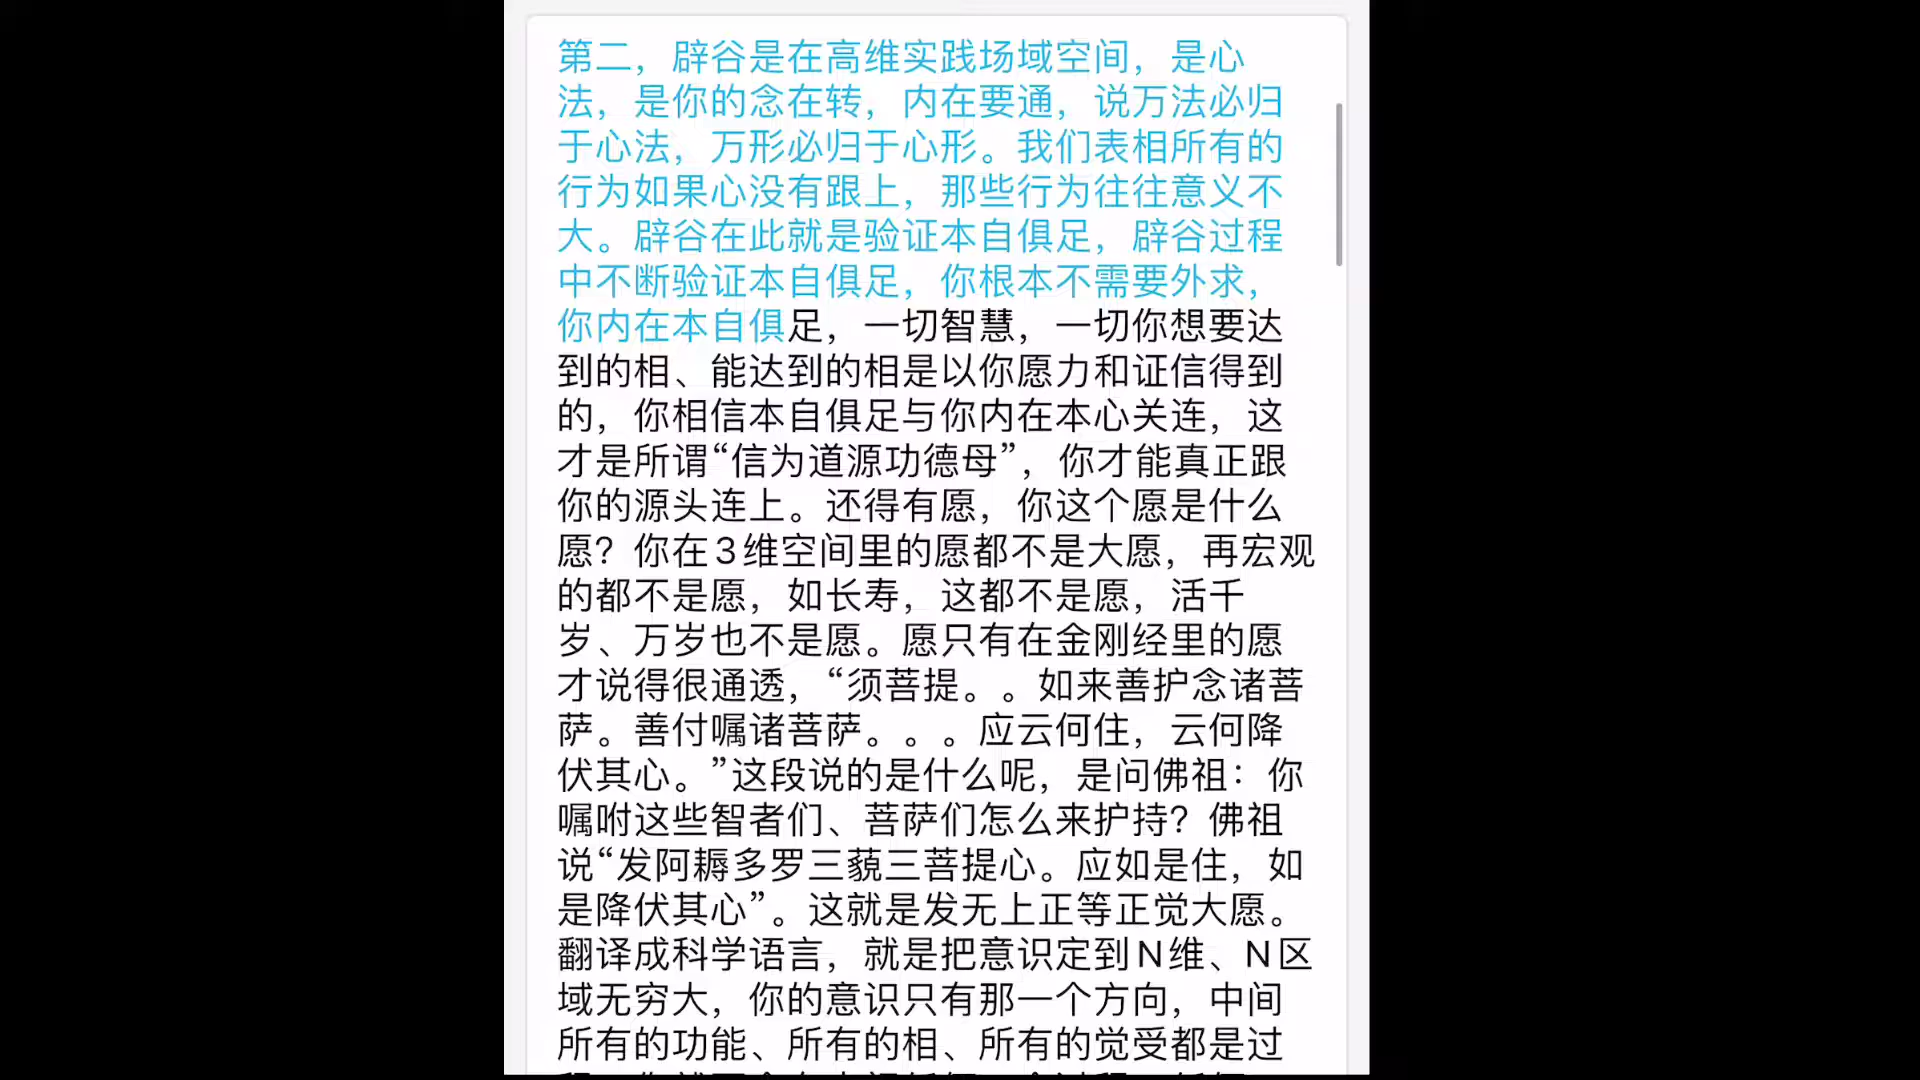 第二，辟谷是在高维实践场域空间，是心
法，是你的念在转，内在要通，说万法必归
于心法，万形必归于心形。我们表相所有的
行为如果心没有跟上，那些行为往往意义不
大。辟谷在此就是验证本自俱足，辟谷过程
中不断验证本自俱足，你根本不需要外求，
你内在本自俱足，一切智慧，一切你想要达
到的相、能达到的相是以你愿力和证信得到
的，你相信本自俱足与你内在本心关连，这
才是所谓“信为道源功德母”，你才能真正跟
你的源头连上。还得有愿，你这个愿是什么
愿？你在3维空间里的愿都不是大愿，再宏观
的都不是愿，如长寿，这都不是愿，活千
岁、万岁也不是愿。愿只有在金刚经里的愿
才说得很通透，“须菩提。。如来善护念诸菩
萨。善付嘱诸菩萨。。。应云何住，云何降
伏其心。”这段说的是什么呢，是问佛祖：你
嘱咐这些智者们、菩萨们怎么来护持？佛祖
说“发阿耨多罗三藐三菩提心。应如是住，如
是降伏其心”。这就是发无上正等正觉大愿。
翻译成科学语言，就是把意识定到N维、N区
域无穷大，你的意识只有那一个方向，中间
所有的功能、所有的相、所有的觉受都是过